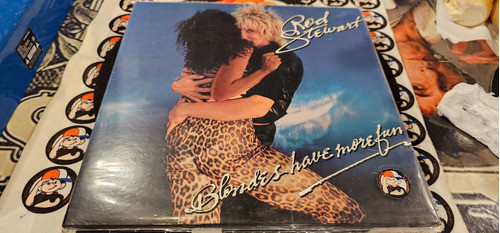 Rod
Stewart
Blondes have more fun